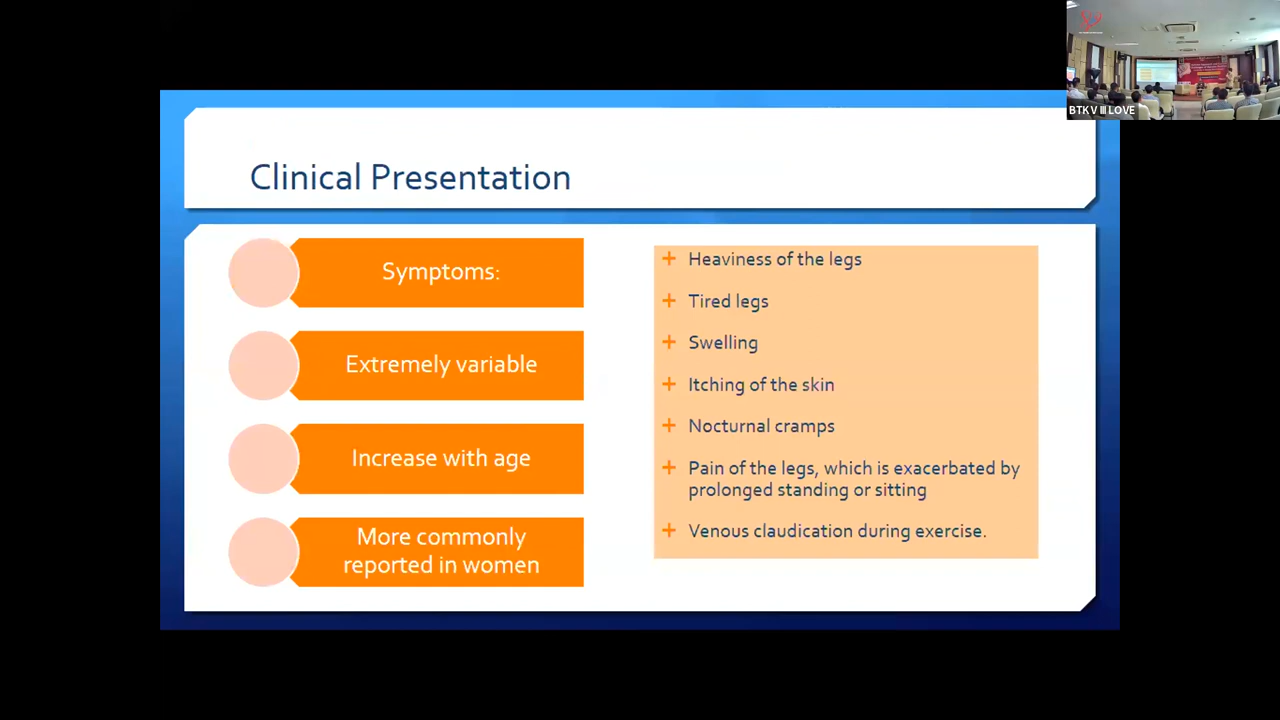 BTKV III LOVE
Clinical Presentation
Symptoms:
Extremely variable
Increase with age
More commonly
reported in women
+ Heaviness of the legs
+ Tired legs
+ Swelling
+ Itching of the skin
+ Nocturnal cramps
+ Pain of the legs, which is exacerbated by
prolonged standing or sitting
+ Venous claudication during exercise.